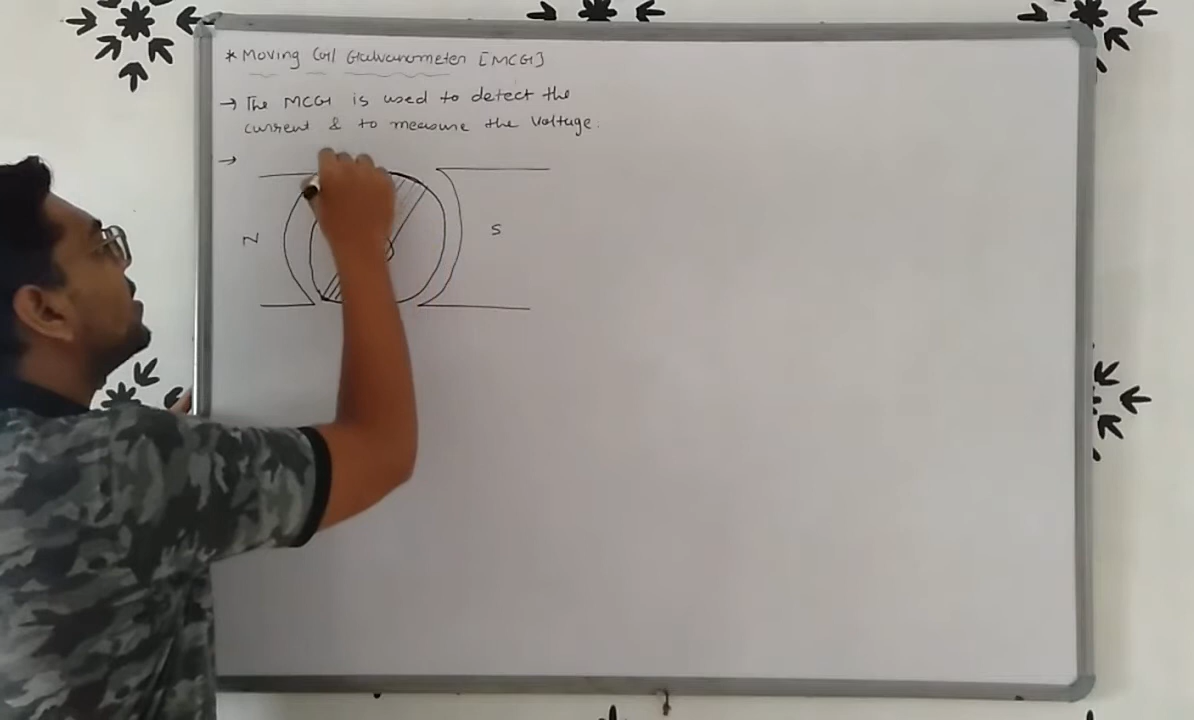 * Moving Coil Galvanometer [MCG]
→ The MCG is used to detect the
current & to measure the voltage.
→
N S